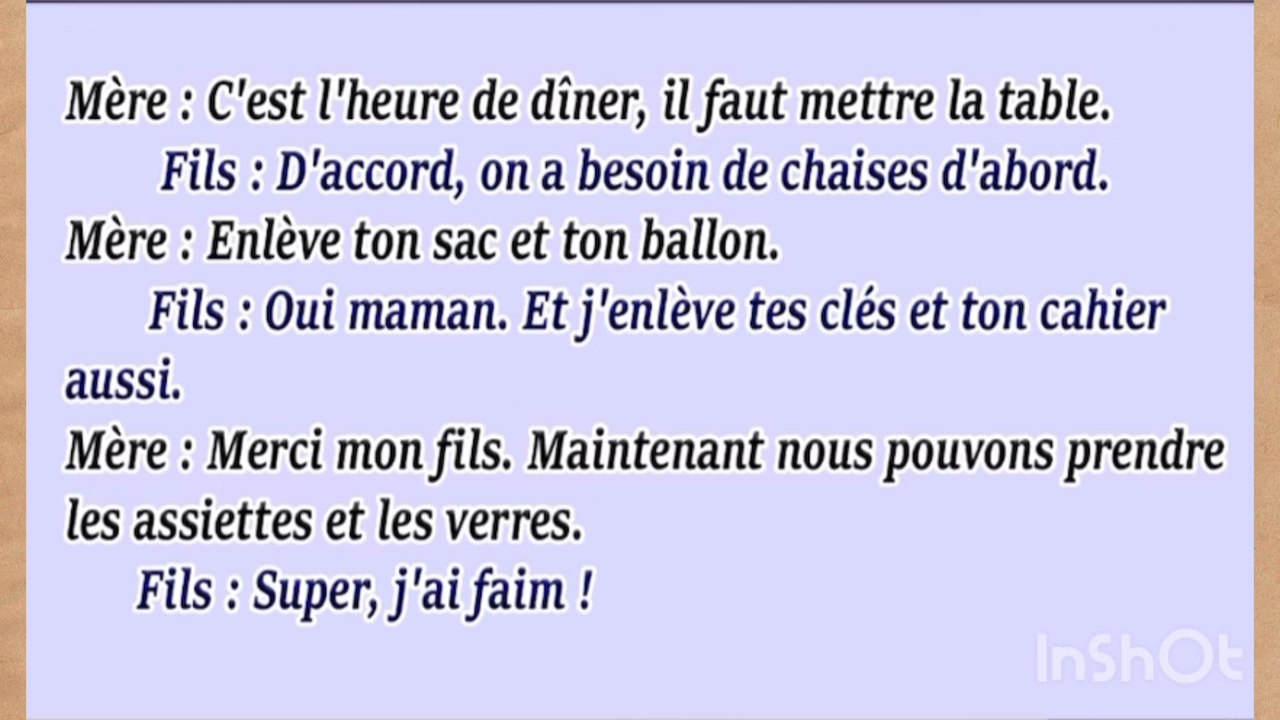 Mère : C'est l'heure de dîner, il faut mettre la table.
Fils : D'accord, on a besoin de chaises d'abord.
Mère : Enlève ton sac et ton ballon.
Fils : Oui maman. Et j'enlève tes clés et ton cahier
aussi.
Mère : Merci mon fils. Maintenant nous pouvons prendre
les assiettes et les verres.
Fils : Super, j'ai faim !
InShOt